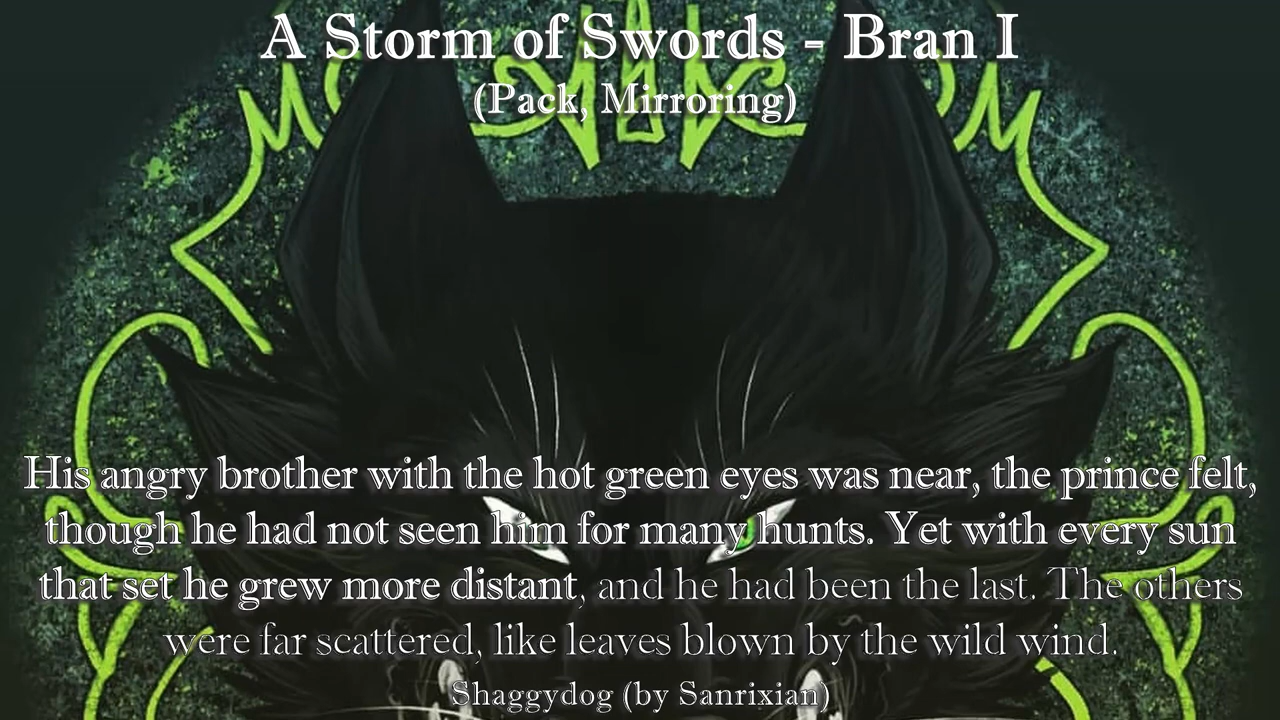 A Storm of Swords - Bran I
(Pack, Mirroring)
His angry brother with the hot green eyes was near, the prince felt,
though he had not seen him for many hunts. Yet with every sun
that set he grew more distant, and he had been the last. The others
were far scattered, like leaves blown by the wild wind.
Shaggydog (by Sanrixian)